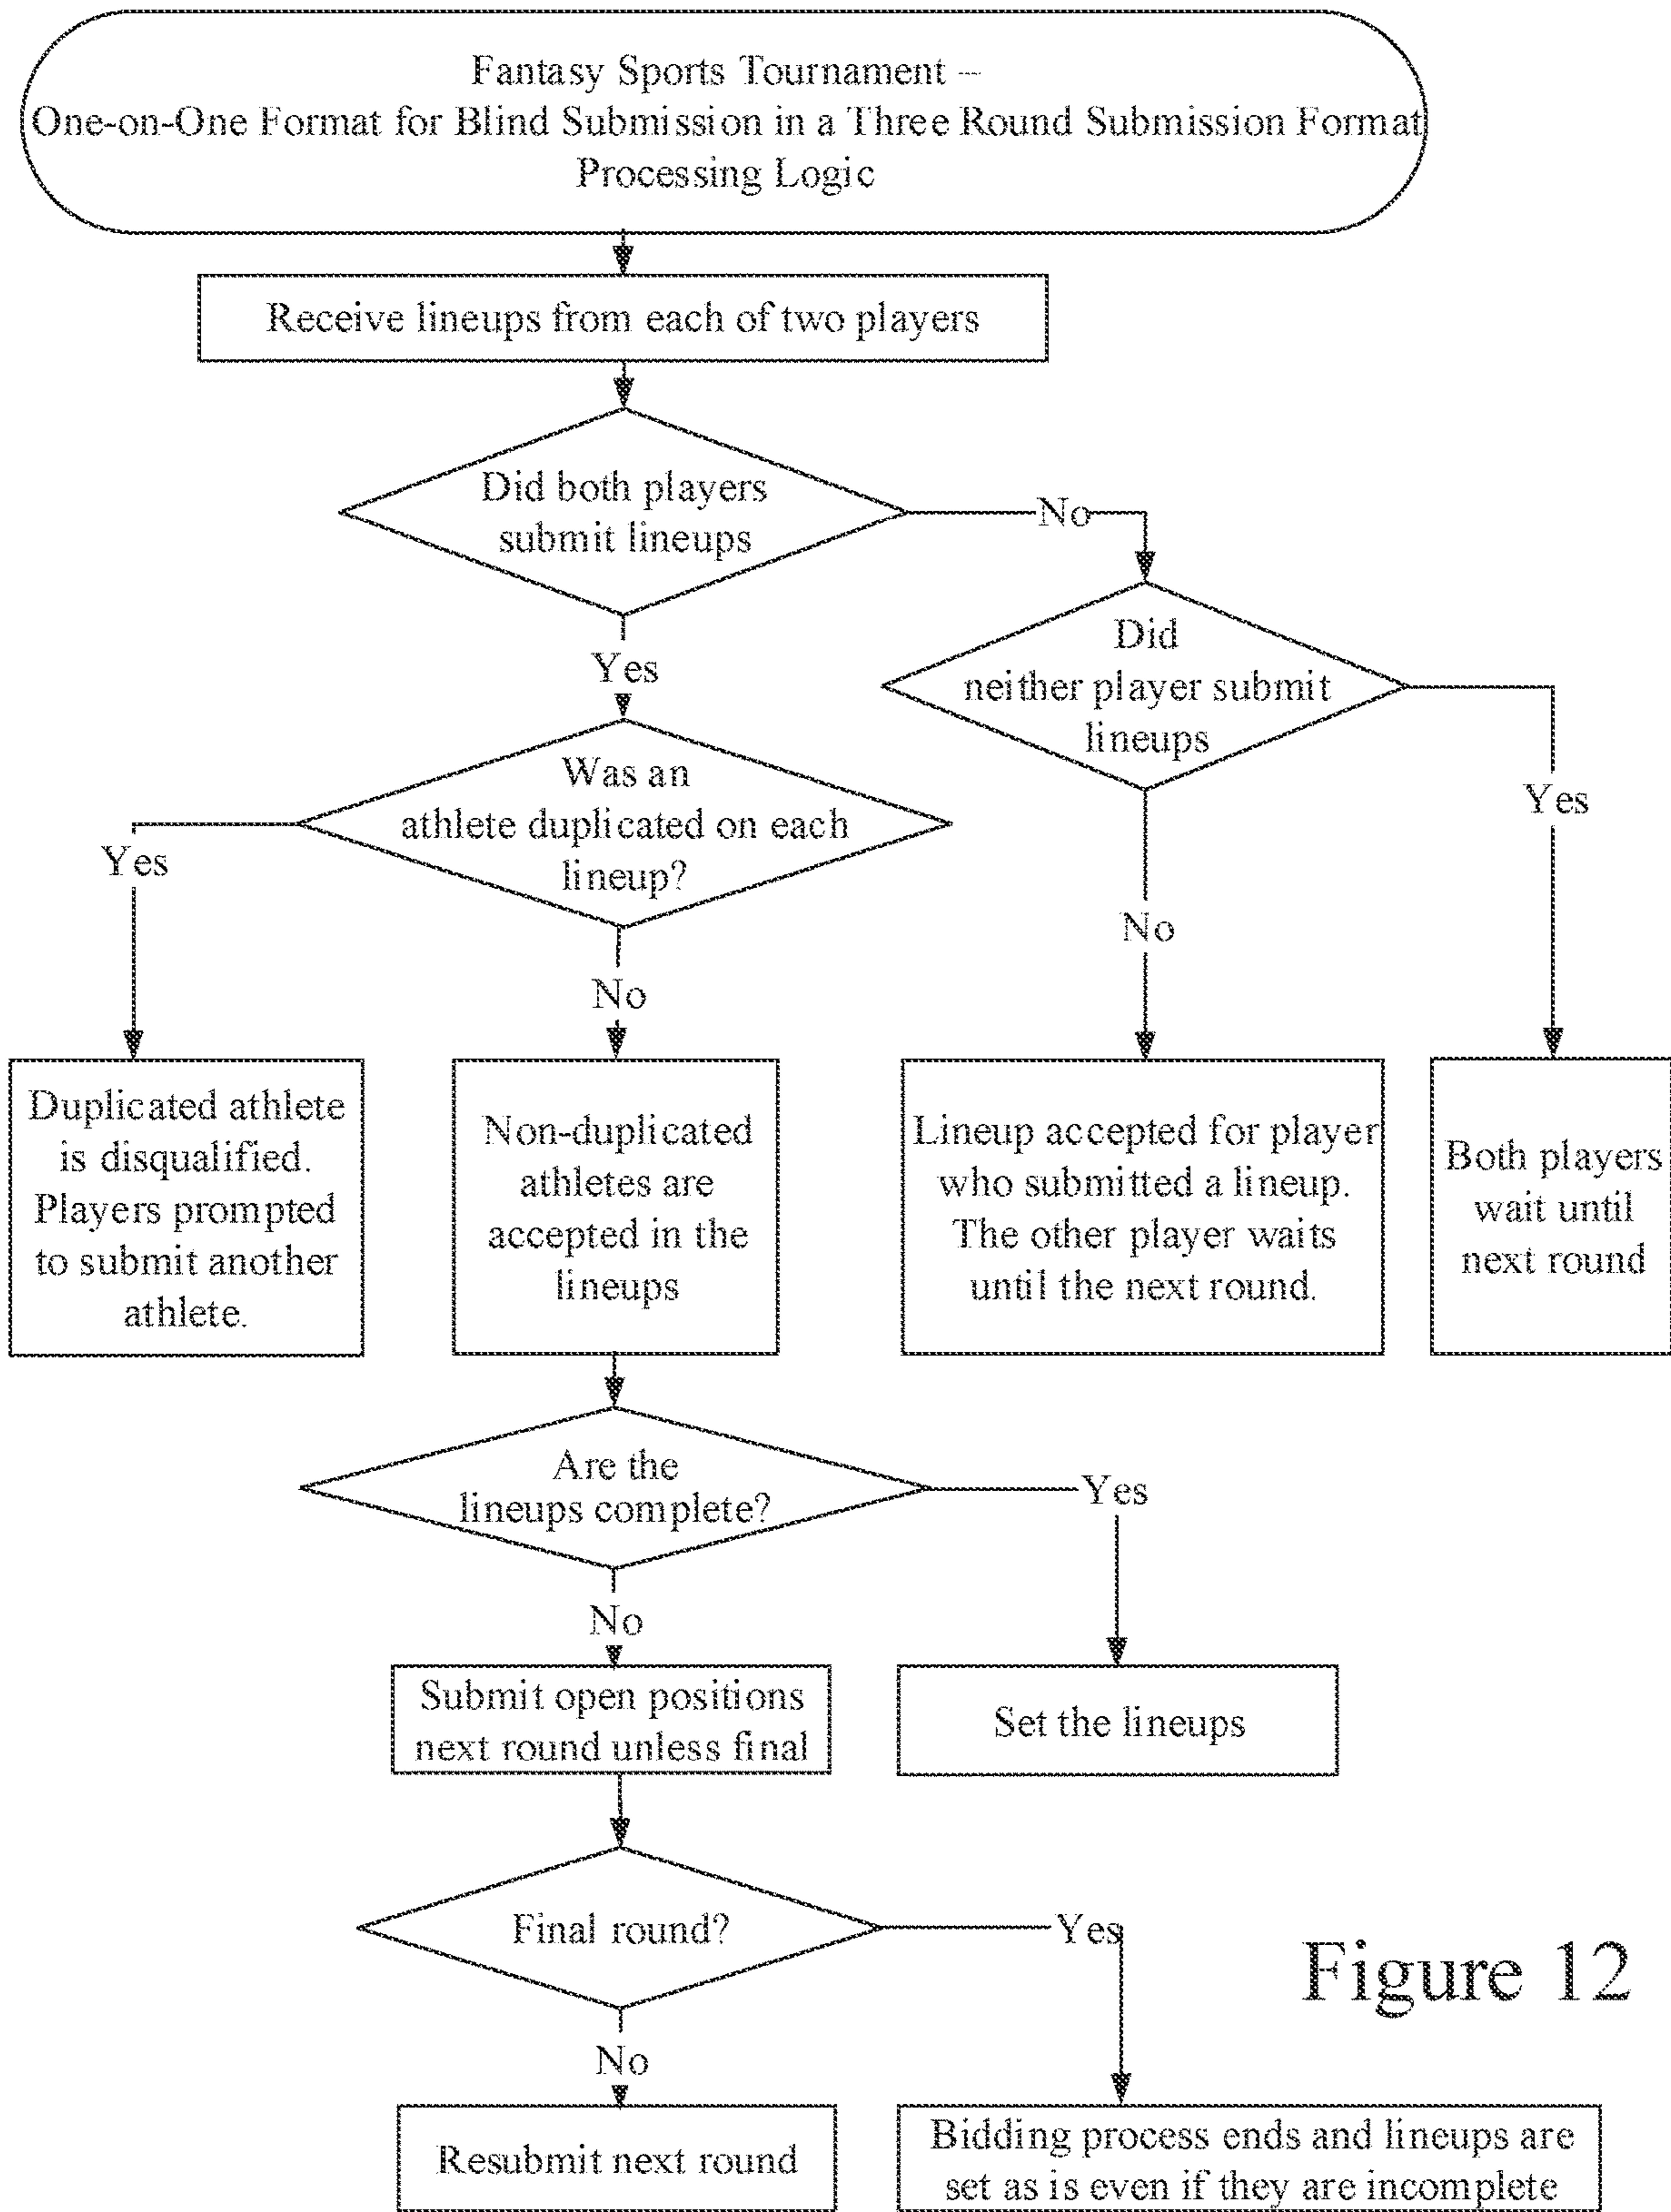 Fantasy Sports Tournament –
One-on-One Format for Blind Submission in a Three Round Submission Format
Processing Logic
Receive lineups from each of two players
Did both players
submit lineups
No
Did
neither player submit
lineups
Yes
Yes
Was an
athlete duplicated on each
lineup?
Yes
No
No
Duplicated athlete
is disqualified.
Players prompted
to submit another
athlete.
Non-duplicated
athletes are
accepted in the
lineups
Lineup accepted for player
who submitted a lineup.
The other player waits
until the next round.
Both players
wait until
next round
Are the
lineups complete?
Yes
No
Submit open positions
next round unless final
Set the lineups
Final round?
Yes
Figure 12
No
Resubmit next round
Bidding process ends and lineups are
set as is even if they are incomplete